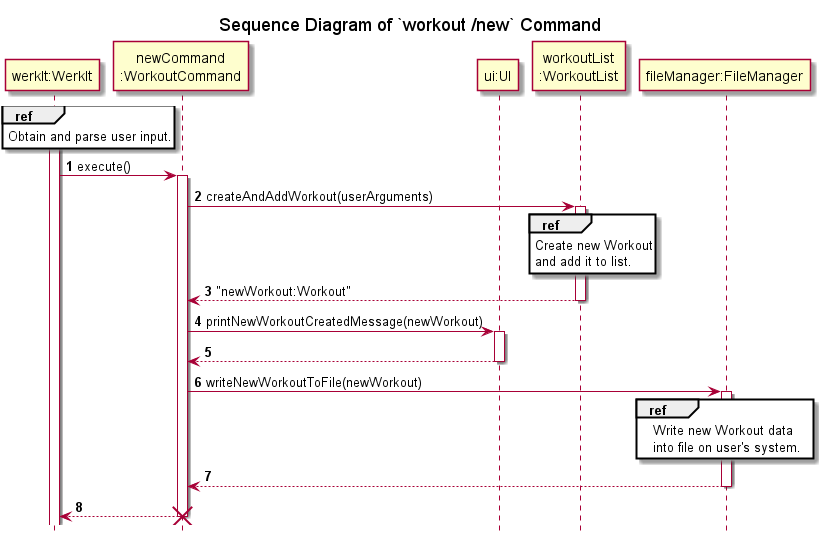 Sequence Diagram of `workout /new` Command
werkIt:WerkIt
newCommand
:WorkoutCommand
ui:UI
workoutList
:WorkoutList
fileManager:FileManager
ref
Obtain and parse user input.
1 execute()
2 createAndAddWorkout(userArguments)
ref
Create new Workout
and add it to list.
3 "newWorkout:Workout"
4 printNewWorkoutCreatedMessage(newWorkout)
5
6 writeNewWorkoutToFile(newWorkout)
ref
Write new Workout data
into file on user's system.
7
8